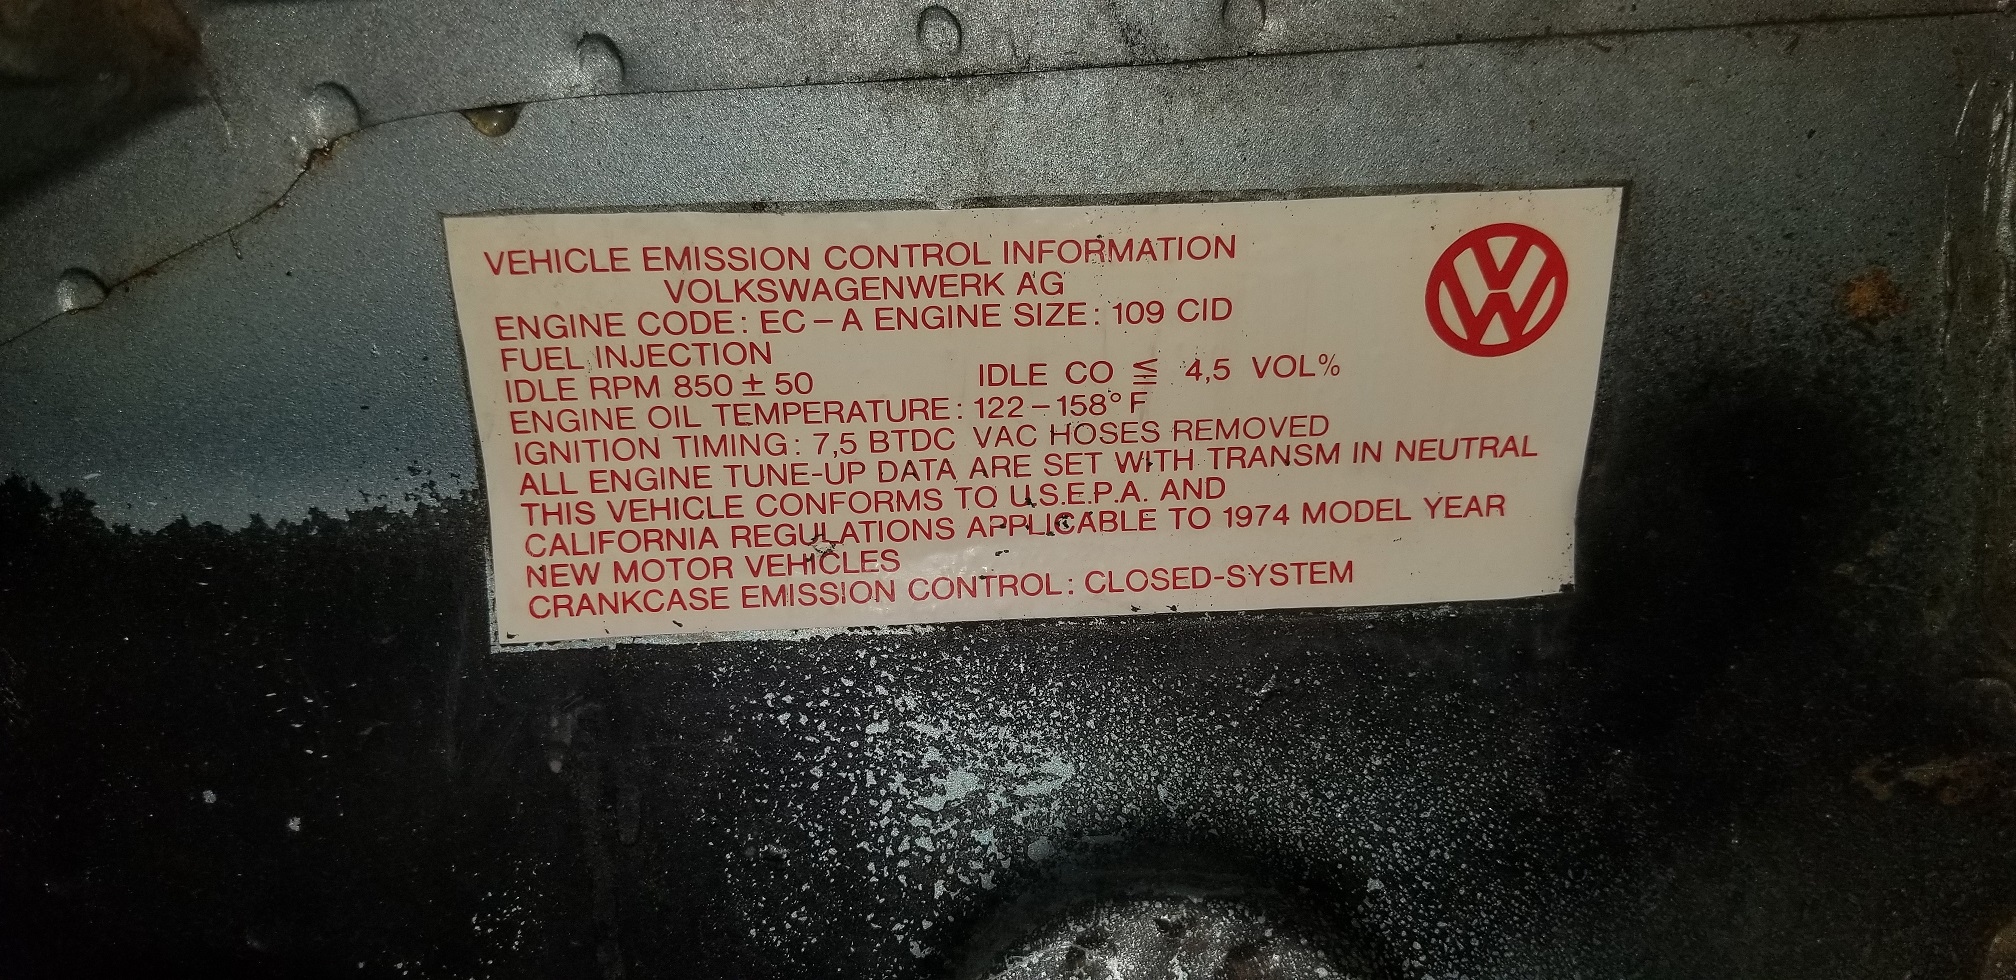 VEHICLE EMISSION CONTROL INFORMATION
VOLKSWAGENWERK AG
ENGINE CODE: EC-A ENGINE SIZE: 109 CID
FUEL INJECTION
IDLE RPM 850 ± 50 IDLE CO ≦ 4,5 VOL%
ENGINE OIL TEMPERATURE: 122-158° F
IGNITION TIMING: 7,5 BTDC VAC HOSES REMOVED
ALL ENGINE TUNE-UP DATA ARE SET WITH TRANSM IN NEUTRAL
THIS VEHICLE CONFORMS TO U.S.E.P.A. AND
CALIFORNIA REGULATIONS APPLICABLE TO 1974 MODEL YEAR
NEW MOTOR VEHICLES
CRANKCASE EMISSION CONTROL: CLOSED-SYSTEM
VW